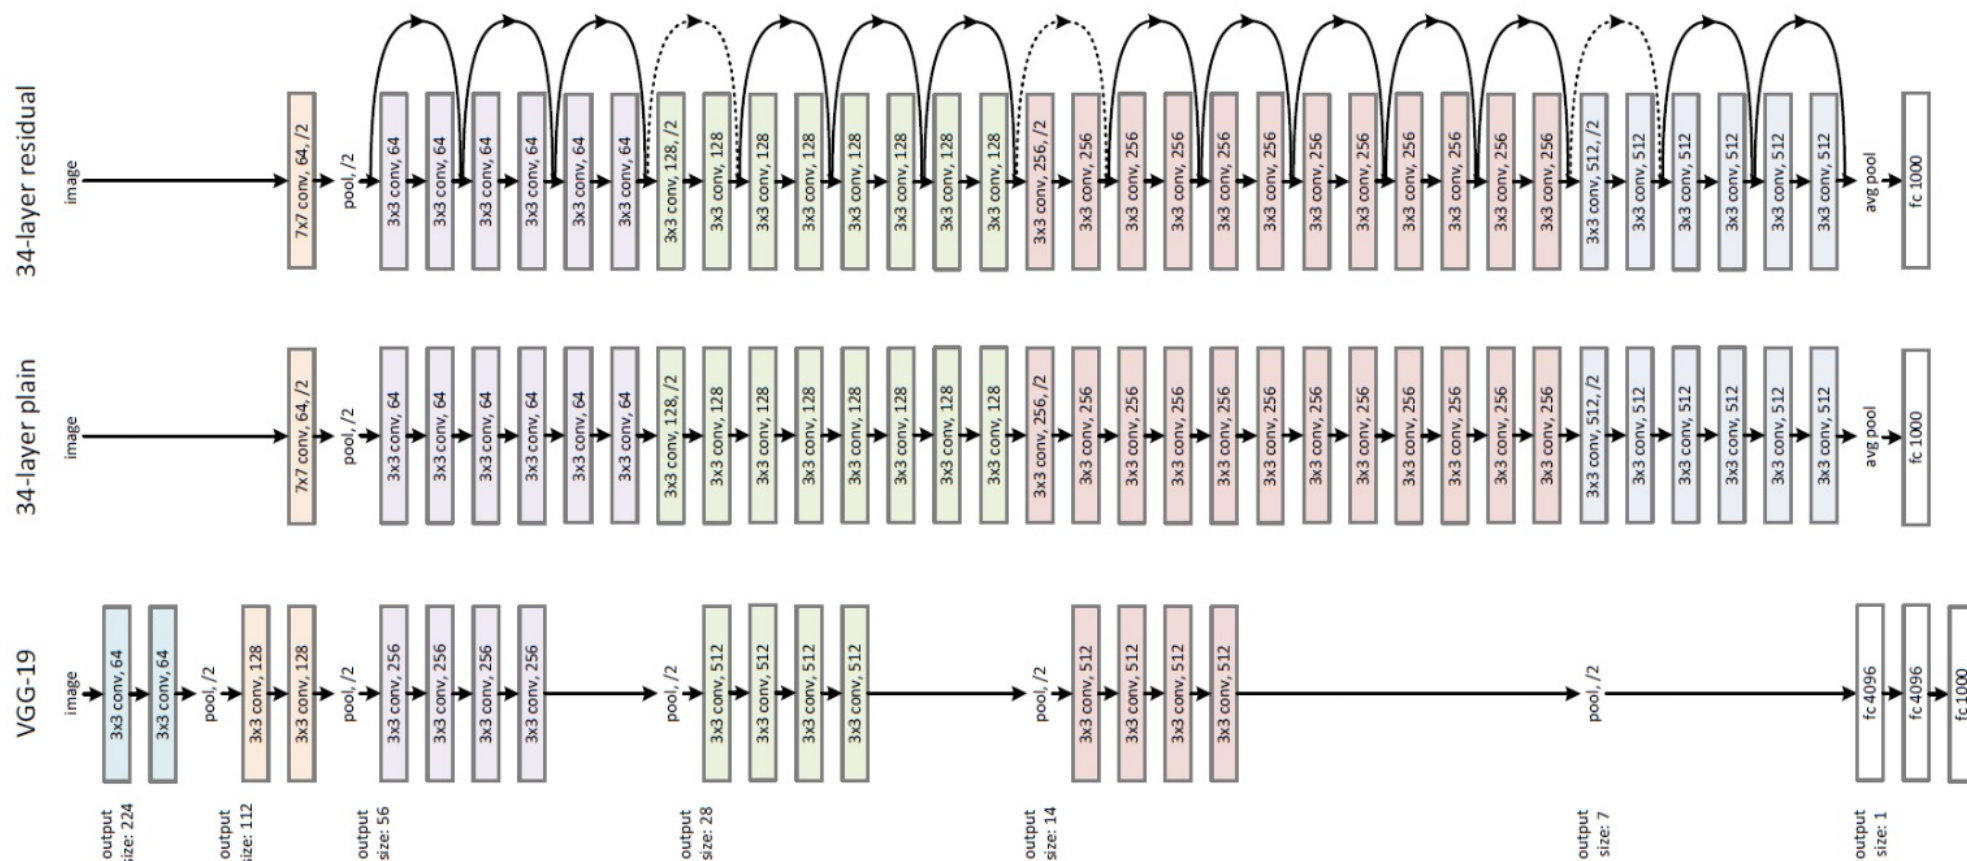 34-layer residual
image
7x7 conv, 64, /2
pool, /2
3x3 conv, 64
3x3 conv, 64
3x3 conv, 64
3x3 conv, 64
3x3 conv, 64
3x3 conv, 64
3x3 conv, 128, /2
3x3 conv, 128
3x3 conv, 128
3x3 conv, 128
3x3 conv, 128
3x3 conv, 128
3x3 conv, 128
3x3 conv, 128
3x3 conv, 256, /2
3x3 conv, 256
3x3 conv, 256
3x3 conv, 256
3x3 conv, 256
3x3 conv, 256
3x3 conv, 256
3x3 conv, 256
3x3 conv, 256
3x3 conv, 256
3x3 conv, 256
3x3 conv, 256
3x3 conv, 512, /2
3x3 conv, 512
3x3 conv, 512
3x3 conv, 512
3x3 conv, 512
3x3 conv, 512
avg pool
fc 1000
34-layer plain
image
7x7 conv, 64, /2
pool, /2
3x3 conv, 64
3x3 conv, 64
3x3 conv, 64
3x3 conv, 64
3x3 conv, 64
3x3 conv, 64
3x3 conv, 128, /2
3x3 conv, 128
3x3 conv, 128
3x3 conv, 128
3x3 conv, 128
3x3 conv, 128
3x3 conv, 128
3x3 conv, 128
3x3 conv, 256, /2
3x3 conv, 256
3x3 conv, 256
3x3 conv, 256
3x3 conv, 256
3x3 conv, 256
3x3 conv, 256
3x3 conv, 256
3x3 conv, 256
3x3 conv, 256
3x3 conv, 256
3x3 conv, 256
3x3 conv, 512, /2
3x3 conv, 512
3x3 conv, 512
3x3 conv, 512
3x3 conv, 512
3x3 conv, 512
avg pool
fc 1000
VGG-19
image
3x3 conv, 64
3x3 conv, 64
pool, /2
3x3 conv, 128
3x3 conv, 128
pool, /2
3x3 conv, 256
3x3 conv, 256
3x3 conv, 256
3x3 conv, 256
pool, /2
3x3 conv, 512
3x3 conv, 512
3x3 conv, 512
3x3 conv, 512
pool, /2
3x3 conv, 512
3x3 conv, 512
3x3 conv, 512
3x3 conv, 512
pool, /2
fc 4096
fc 4096
fc 1000
output
size: 224
output
size: 112
output
size: 56
output
size: 28
output
size: 14
output
size: 7
output
size: 1